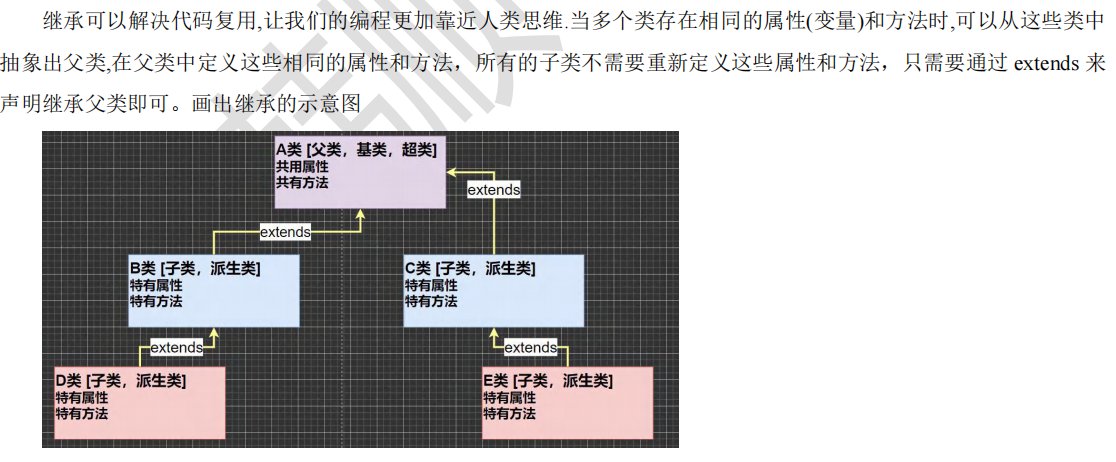 继承可以解决代码复用,让我们的编程更加靠近人类思维.当多个类存在相同的属性(变量)和方法时,可以从这些类中
抽象出父类,在父类中定义这些相同的属性和方法，所有的子类不需要重新定义这些属性和方法，只需要通过 extends 来
声明继承父类即可。画出继承的示意图
A类 [父类，基类，超类]
共用属性
共有方法
extends
extends
B类 [子类，派生类]
特有属性
特有方法
C类 [子类，派生类]
特有属性
特有方法
extends
extends
D类 [子类，派生类]
特有属性
特有方法
E类 [子类，派生类]
特有属性
特有方法